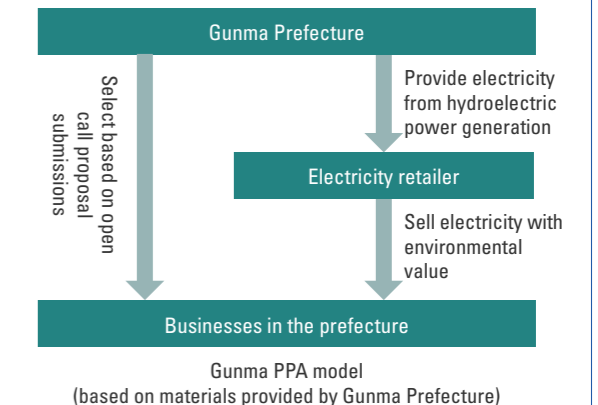 Gunma Prefecture
Select based on open
call proposal
submissions
Provide electricity
from hydroelectric
power generation
Electricity retailer
Sell electricity with
environmental
value
Businesses in the prefecture
Gunma PPA model
(based on materials provided by Gunma Prefecture)